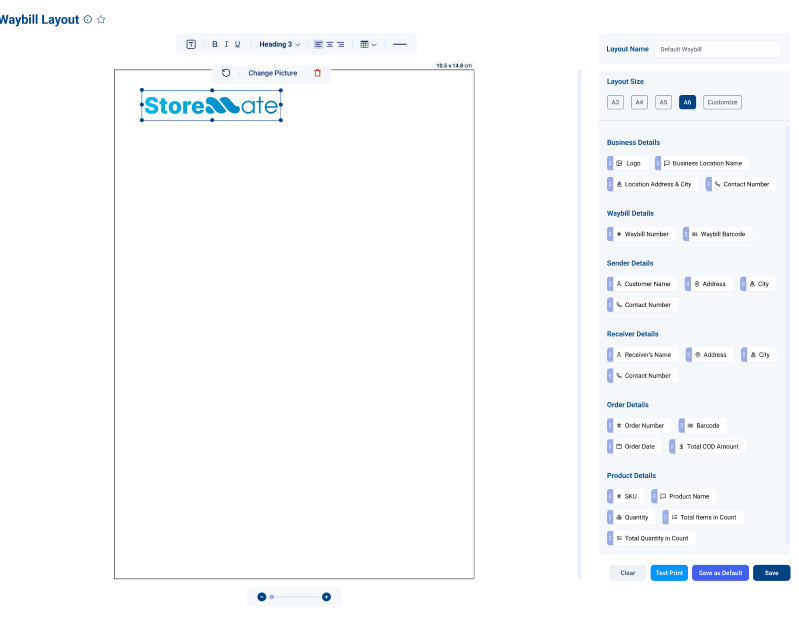 Waybill Layout
T B I U Heading 3
10.5 x 14.8 cm
Change Picture
StoreMate
Layout Name Default Waybill
Layout Size
A3 A4 A5 A6 Customize
Business Details
Logo Business Location Name
Location Address & City Contact Number
Waybill Details
# Waybill Number Waybill Barcode
Sender Details
Customer Name Address City
Contact Number
Receiver Details
Receiver's Name Address City
Contact Number
Order Details
# Order Number Barcode
Order Date $ Total COD Amount
Product Details
# SKU Product Name
Quantity Total Items in Count
Total Quantity in Count
Clear Test Print Save as Default Save